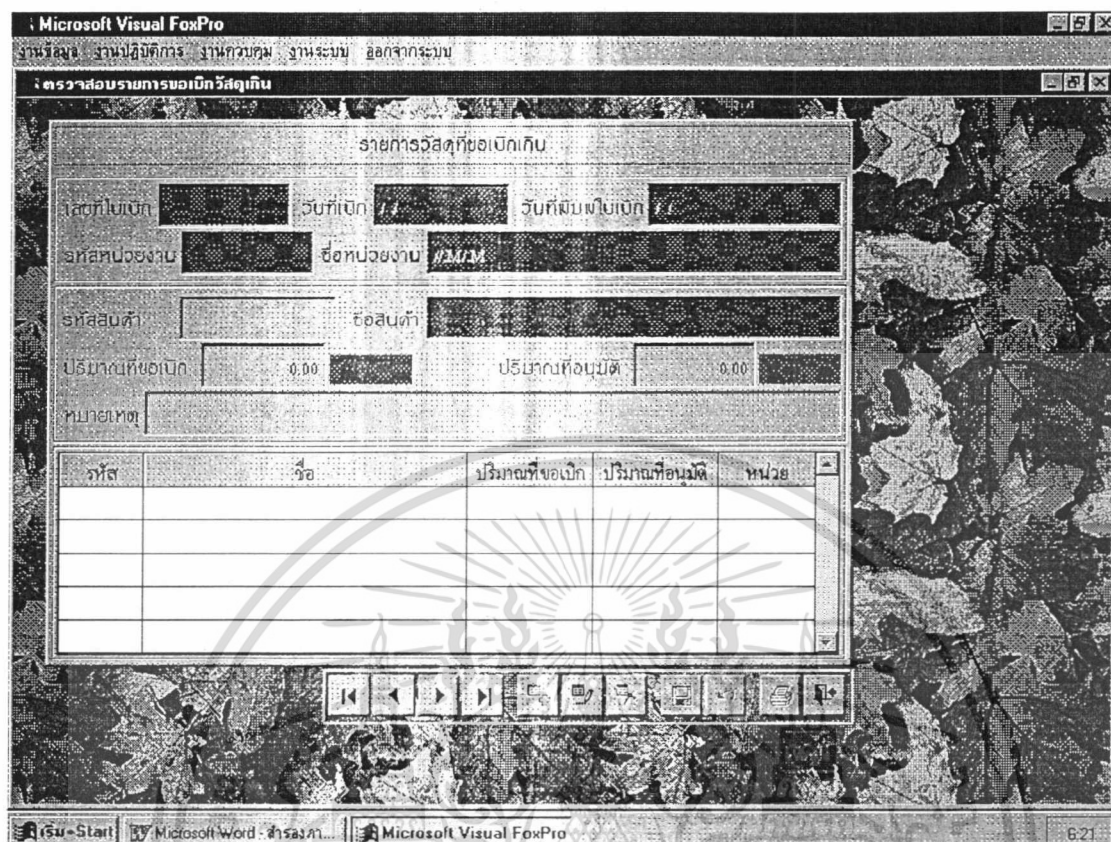 Microsoft Visual FoxPro
งานข้อมูล งานปฏิบัติการ งานควบคุม งานระบบ ออกจากระบบ
ตรวจสอบรายการขอเบิกวัสดุเกิน
รายการวัสดุที่ขอเบิกเกิน
เลขที่ใบเบิก วันที่เบิก / / วันที่พิมพ์ใบเบิก / /
รหัสหน่วยงาน ชื่อหน่วยงาน #M/M
รหัสสินค้า ชื่อสินค้า
ปริมาณที่ขอเบิก 0.00 ปริมาณที่อนุมัติ 0.00
หมายเหตุ
รหัส ชื่อ ปริมาณที่ขอเบิก ปริมาณที่อนุมัติ หน่วย
เริ่ม-Start Microsoft Word - สำรองภา... Microsoft Visual FoxPro 6:21